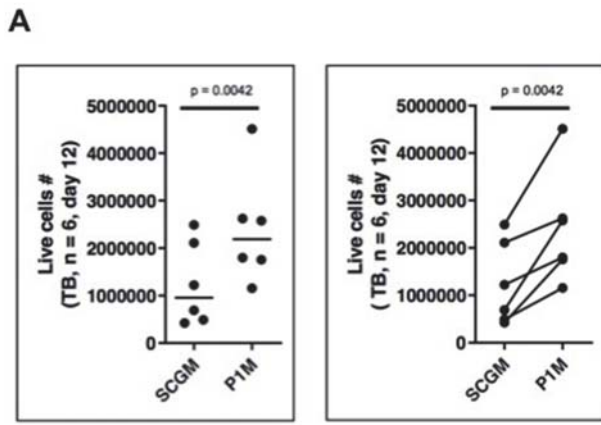 A
p = 0.0042
5000000
4000000
3000000
2000000
1000000
0
Live cells #
(TB, n = 6, day 12)
SCGM
P1M
p = 0.0042
5000000
4000000
3000000
2000000
1000000
0
Live cells #
( TB, n = 6, day 12)
SCGM
P1M